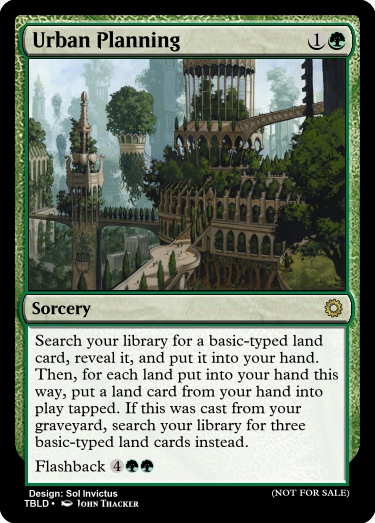 Urban Planning 1
Sorcery
Search your library for a basic-typed land
card, reveal it, and put it into your hand.
Then, for each land put into your hand this
way, put a land card from your hand into
play tapped. If this was cast from your
graveyard, search your library for three
basic-typed land cards instead.
Flashback 4
Design: Sol Invictus (NOT FOR SALE)
TBLD • John Thacker